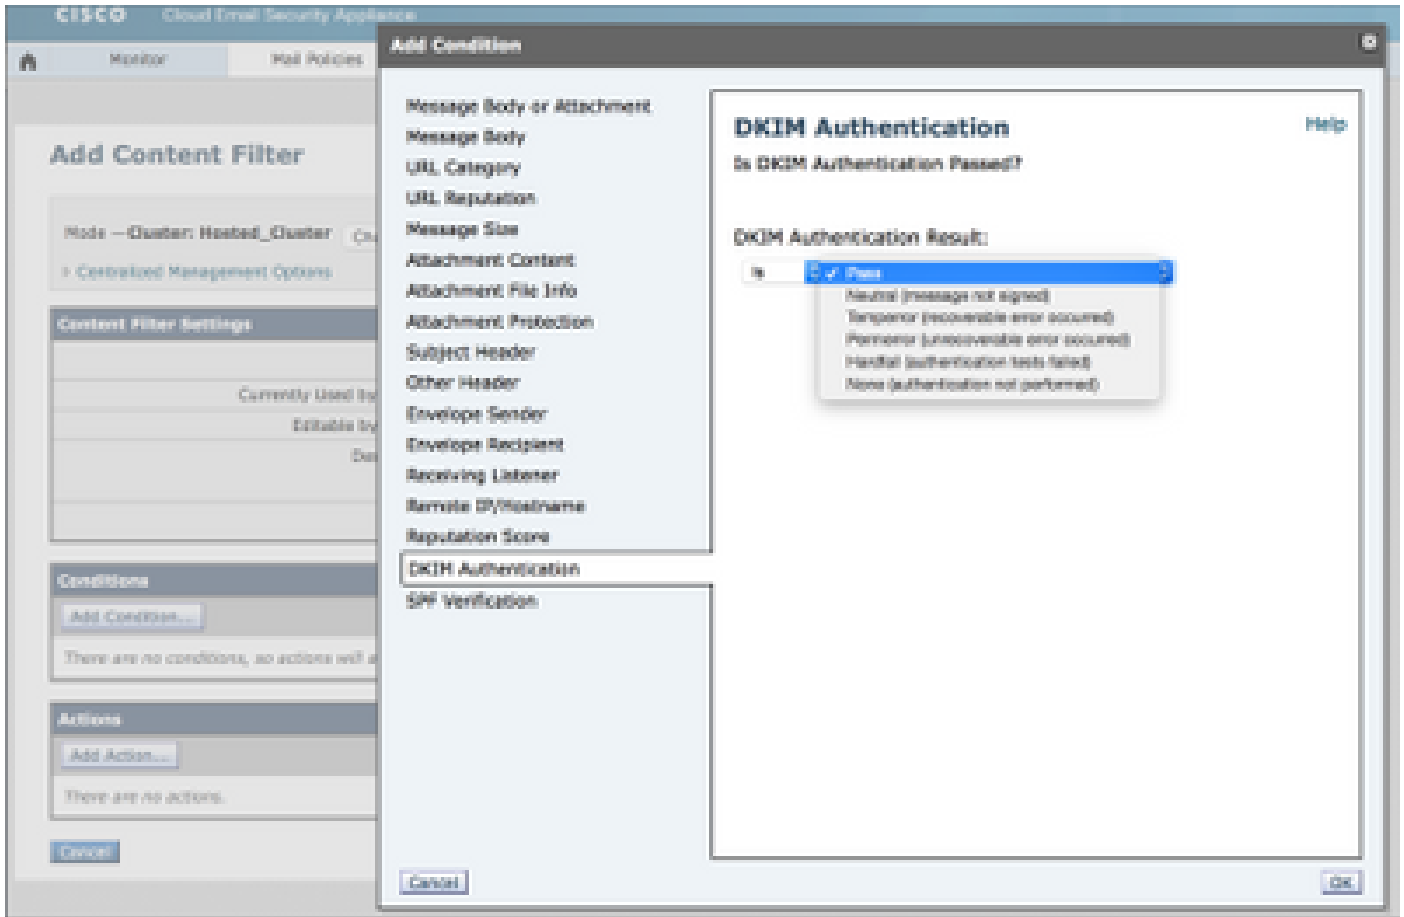 CISCO Cloud Email Security Appliance
Monitor
Mail Policies
Add Content Filter
Mode —Cluster: Hosted_Cluster
Centralized Management Options
Content Filter Settings
Currently Used by
Editable by
Conditions
Add Condition...
There are no conditions, so actions will
Actions
Add Action...
There are no actions.
Cancel
Add Condition
Message Body or Attachment
Message Body
URL Category
URL Reputation
Message Size
Attachment Content
Attachment File Info
Attachment Protection
Subject Header
Other Header
Envelope Sender
Envelope Recipient
Receiving Listener
Remote IP/Hostname
Reputation Score
DKIM Authentication
SPF Verification
DKIM Authentication
Help
Is DKIM Authentication Passed?
DKIM Authentication Result:
Is
Pass
Neutral (message not signed)
Temperror (recoverable error occurred)
Permerror (unrecoverable error occurred)
Hardfail (authentication tests failed)
None (authentication not performed)
Cancel
OK